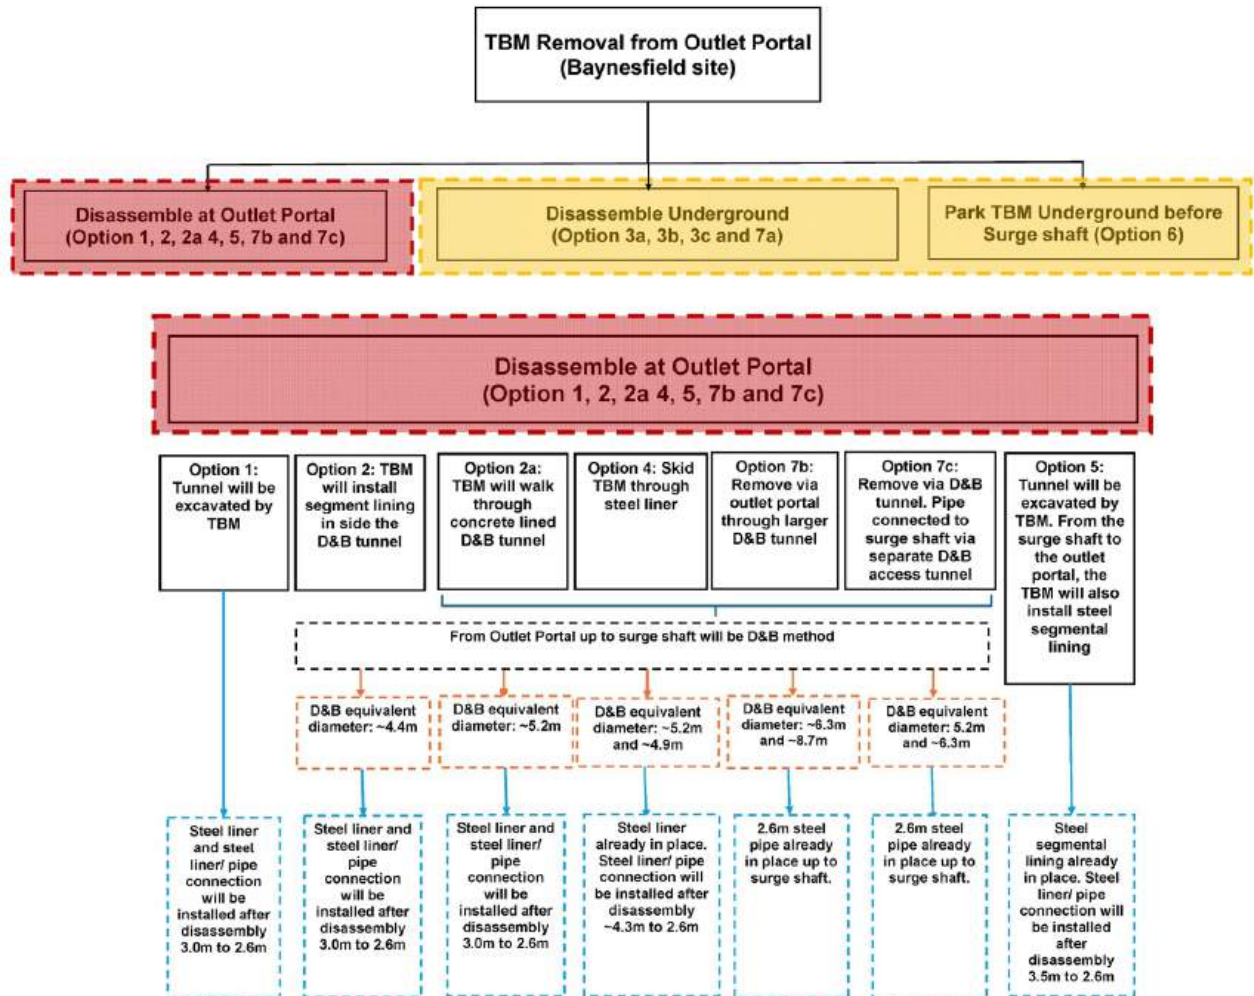 TBM Removal from Outlet Portal
(Baynesfield site)
Disassemble at Outlet Portal
(Option 1, 2, 2a 4, 5, 7b and 7c)
Disassemble Underground
(Option 3a, 3b, 3c and 7a)
Park TBM Underground before
Surge shaft (Option 6)
Disassemble at Outlet Portal
(Option 1, 2, 2a 4, 5, 7b and 7c)
Option 1:
Tunnel will be
excavated by
TBM
Option 2: TBM
will install
segment lining
in side the
D&B tunnel
Option 2a:
TBM will walk
through
concrete lined
D&B tunnel
Option 4: Skid
TBM through
steel liner
Option 7b:
Remove via
outlet portal
through larger
D&B tunnel
Option 7c:
Remove via D&B
tunnel. Pipe
connected to
surge shaft via
separate D&B
access tunnel
Option 5:
Tunnel will be
excavated by
TBM. From the
surge shaft to
the outlet
portal, the
TBM will also
install steel
segmental
lining
From Outlet Portal up to surge shaft will be D&B method
D&B equivalent
diameter: ~4.4m
D&B equivalent
diameter: ~5.2m
D&B equivalent
diameter: ~5.2m
and ~4.9m
D&B equivalent
diameter: ~6.3m
and ~8.7m
D&B equivalent
diameter: 5.2m
and ~6.3m
Steel liner
and steel
liner/ pipe
connection
will be
installed after
disassembly
3.0m to 2.6m
Steel liner and
steel liner/
pipe
connection
will be
installed after
disassembly
3.0m to 2.6m
Steel liner and
steel liner/
pipe
connection
will be
installed after
disassembly
3.0m to 2.6m
Steel liner
already in place.
Steel liner/ pipe
connection will
be installed after
disassembly
~4.3m to 2.6m
2.6m steel
pipe already
in place up to
surge shaft.
2.6m steel
pipe already
in place up to
surge shaft.
Steel
segmental
lining already
in place. Steel
liner/ pipe
connection will
be installed
after
disassembly
3.5m to 2.6m